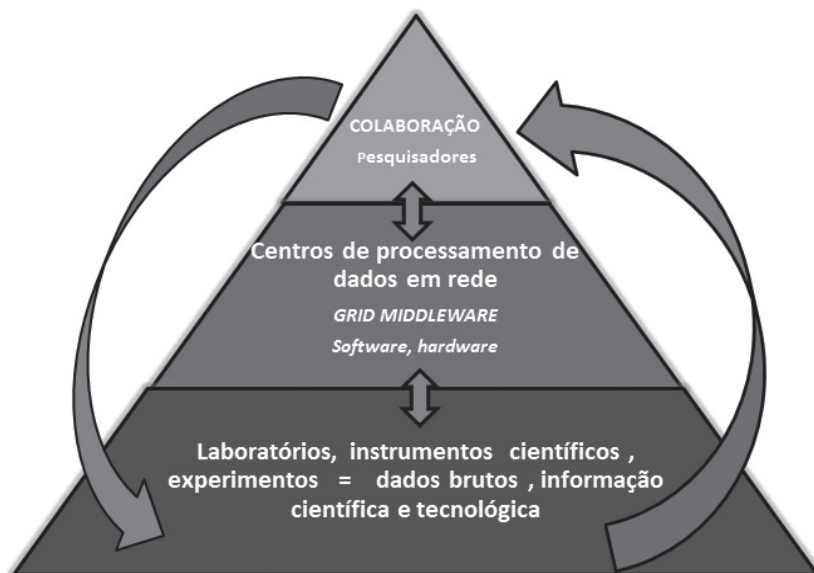 COLABORAÇÃO
Pesquisadores
Centros de processamento de
dados em rede
GRID MIDDLEWARE
Software, hardware
Laboratórios, instrumentos científicos ,
experimentos = dados brutos , informação
científica e tecnológica